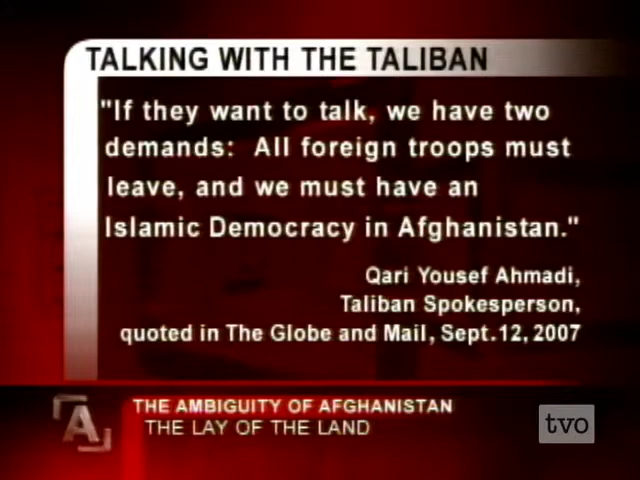 TALKING WITH THE TALIBAN
"If they want to talk, we have two
demands: All foreign troops must
leave, and we must have an
Islamic Democracy in Afghanistan."
Qari Yousef Ahmadi,
Taliban Spokesperson,
quoted in The Globe and Mail, Sept.12, 2007
A
THE AMBIGUITY OF AFGHANISTAN
THE LAY OF THE LAND
tvo